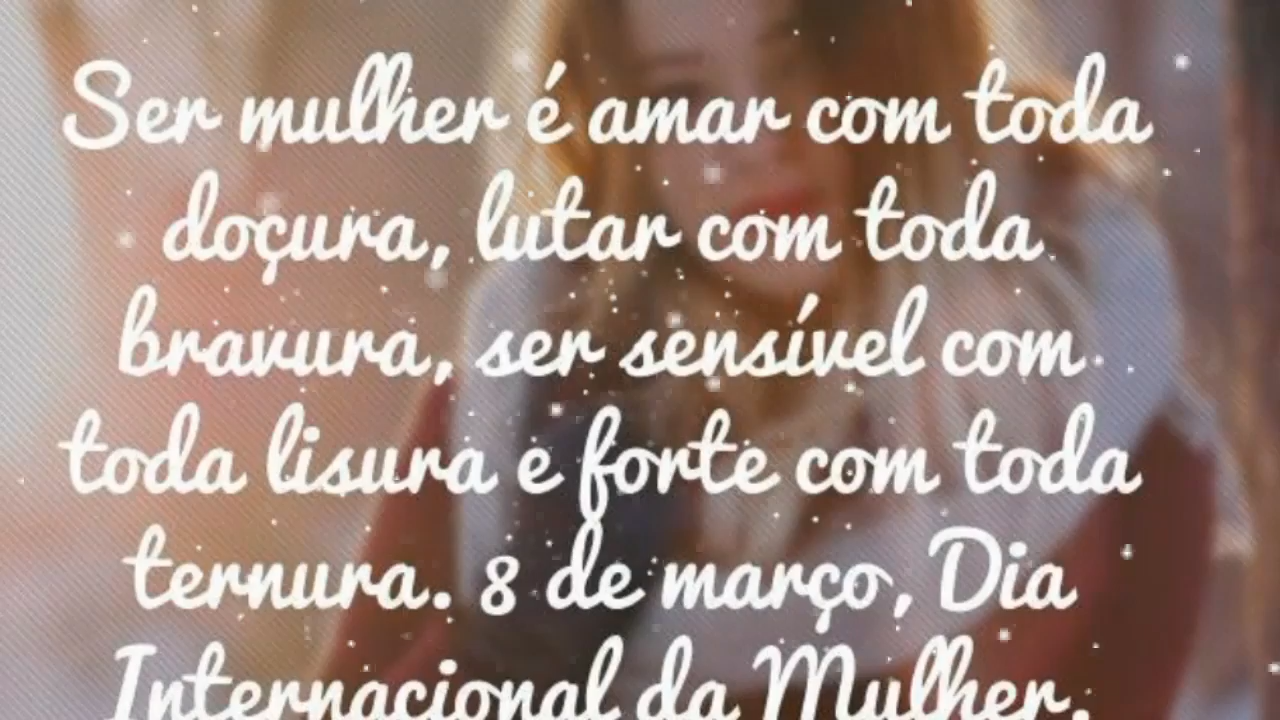 Ser mulher é amar com toda
doçura, lutar com toda
bravura, ser sensível com
toda lisura e forte com toda
ternura. 8 de março, Dia
Internacional da Mulher.